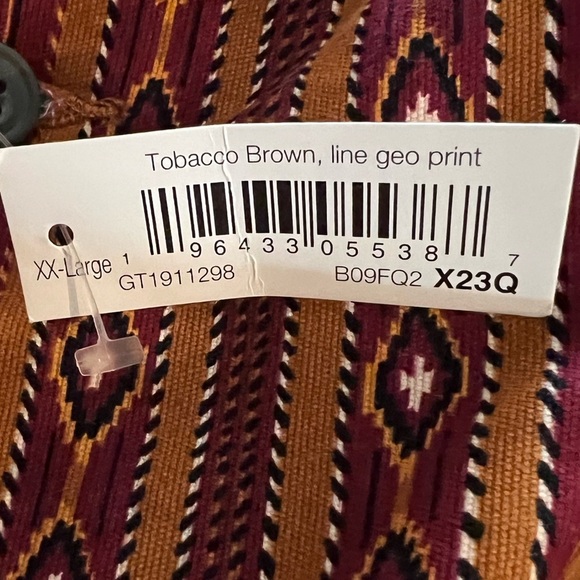 Tobacco Brown, line geo print
1 96433 05538 7
XX-Large
GT1911298 B09FQ2 X23Q